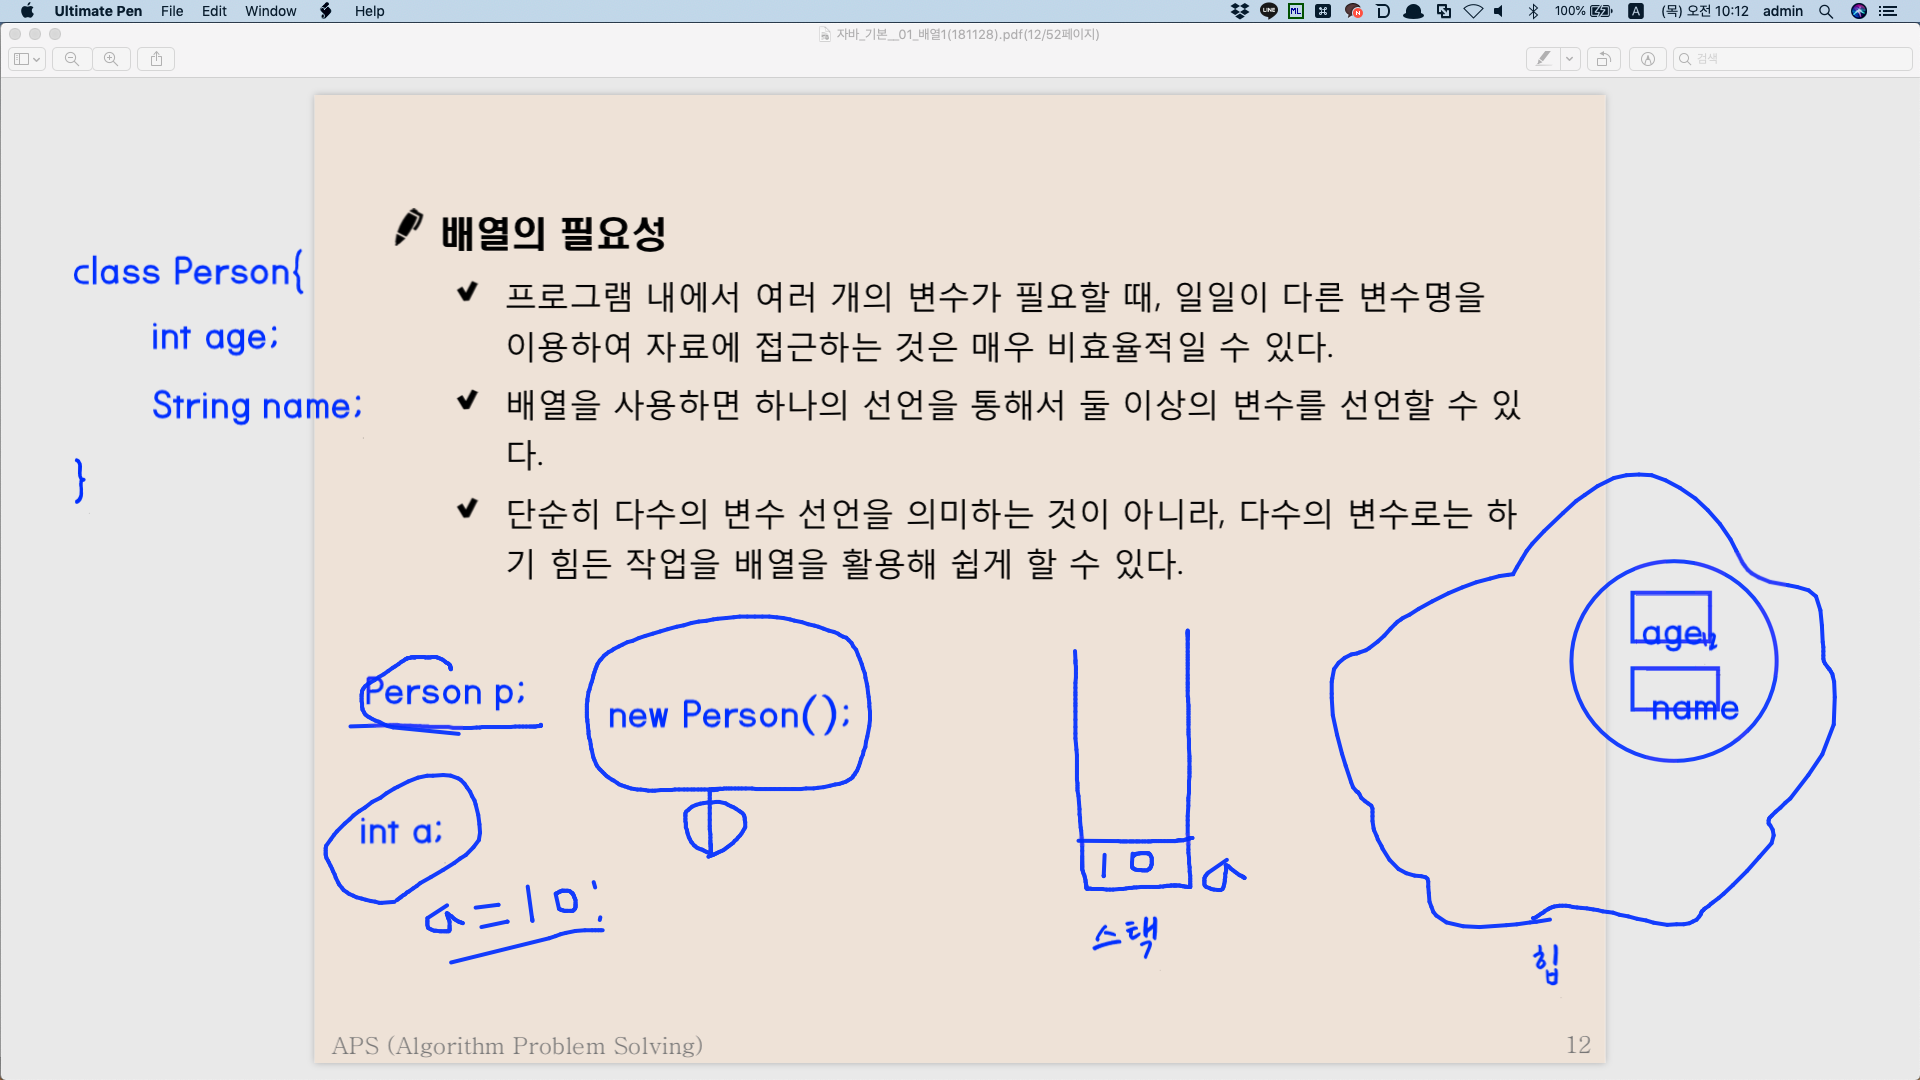 Ultimate Pen File Edit Window Help 100% A (목) 오전 10:12 admin
자바_기본__01_배열1(181128).pdf(12/52페이지)
검색
배열의 필요성
프로그램 내에서 여러 개의 변수가 필요할 때, 일일이 다른 변수명을
이용하여 자료에 접근하는 것은 매우 비효율적일 수 있다.
배열을 사용하면 하나의 선언을 통해서 둘 이상의 변수를 선언할 수 있
다.
단순히 다수의 변수 선언을 의미하는 것이 아니라, 다수의 변수로는 하
기 힘든 작업을 배열을 활용해 쉽게 할 수 있다.
class Person{
int age;
String name;
}
Person p;
new Person();
int a;
a=10;
10
a
스택
age
name
힙
APS (Algorithm Problem Solving)
12